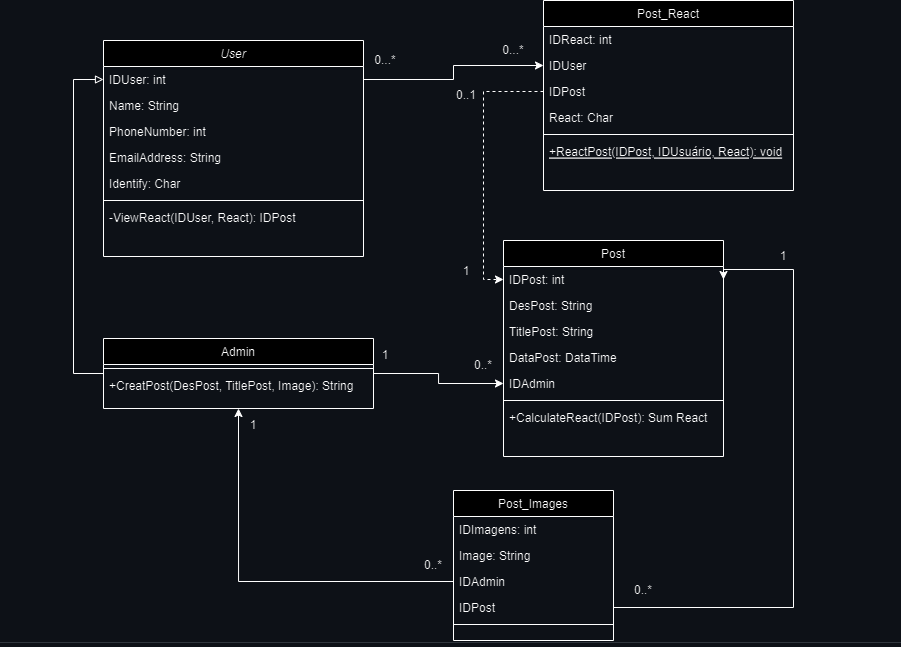 Post_React
IDReact: int
IDUser
IDPost
React: Char
+ReactPost(IDPost, IDUsuário, React): void
User
IDUser: int
Name: String
PhoneNumber: int
EmailAddress: String
Identify: Char
-ViewReact(IDUser, React): IDPost
0...*
0...*
0..1
1
Post
IDPost: int
DesPost: String
TitlePost: String
DataPost: DataTime
IDAdmin
+CalculateReact(IDPost): Sum React
1
Admin
+CreatPost(DesPost, TitlePost, Image): String
1
0..*
1
Post_Images
IDImagens: int
Image: String
IDAdmin
IDPost
0..*
0..*